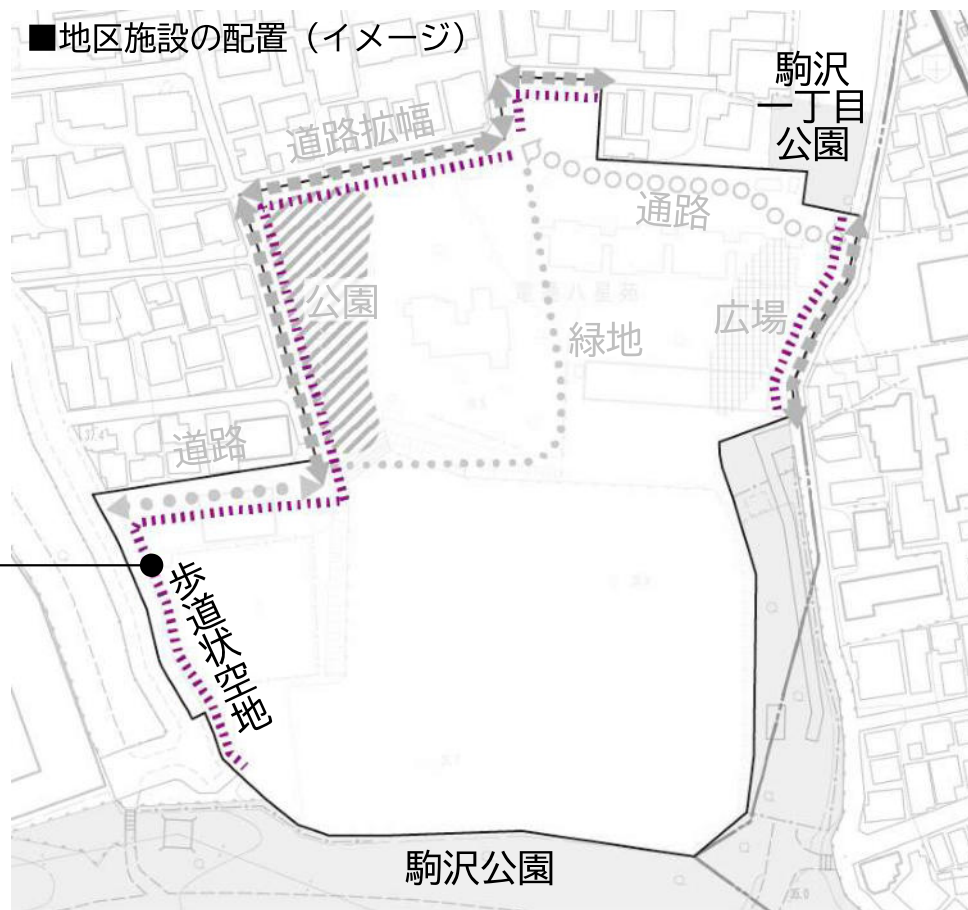 ■地区施設の配置（イメージ）
駒沢
一丁目
公園
道路拡幅
通路
公園
広場
緑地
道路
歩道状空地
駒沢公園